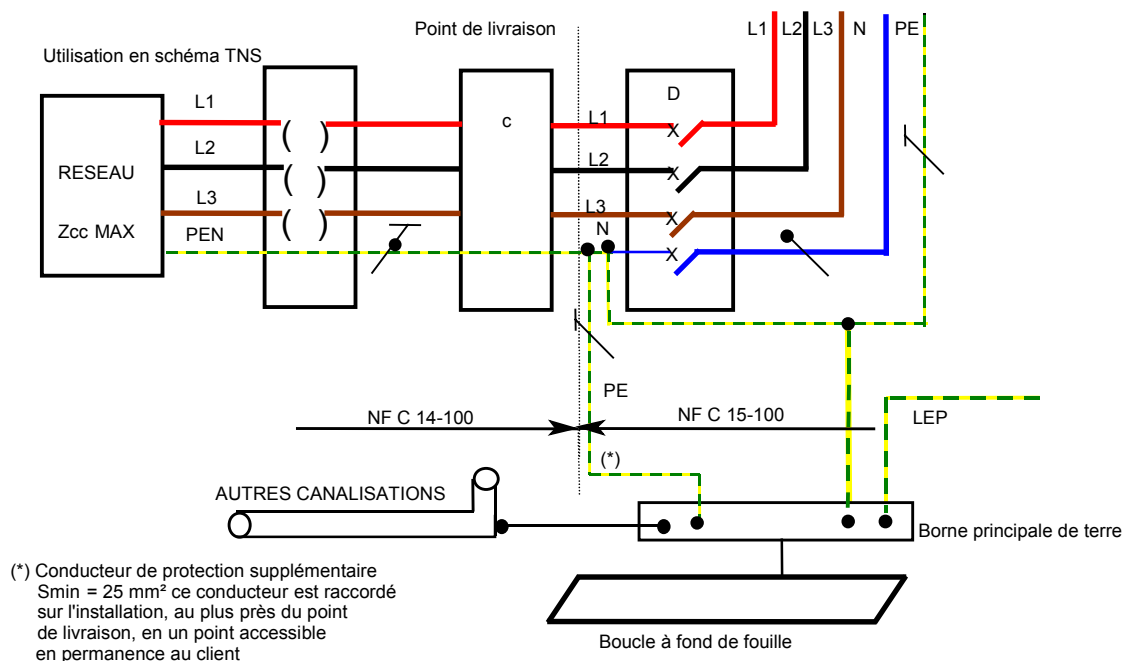 Point de livraison
L1 L2 L3 N PE
Utilisation en schéma TNS
D
L1
c
L1
( )
X
L2
L2
RESEAU
( )
X
L3
L3
Zcc MAX
( )
X
PEN
N
X
PE
NF C 14-100
NF C 15-100
LEP
(*)
AUTRES CANALISATIONS
Borne principale de terre
(*) Conducteur de protection supplémentaire
Smin = 25 mm² ce conducteur est raccordé
sur l'installation, au plus près du point
de livraison, en un point accessible
en permanence au client
Boucle à fond de fouille